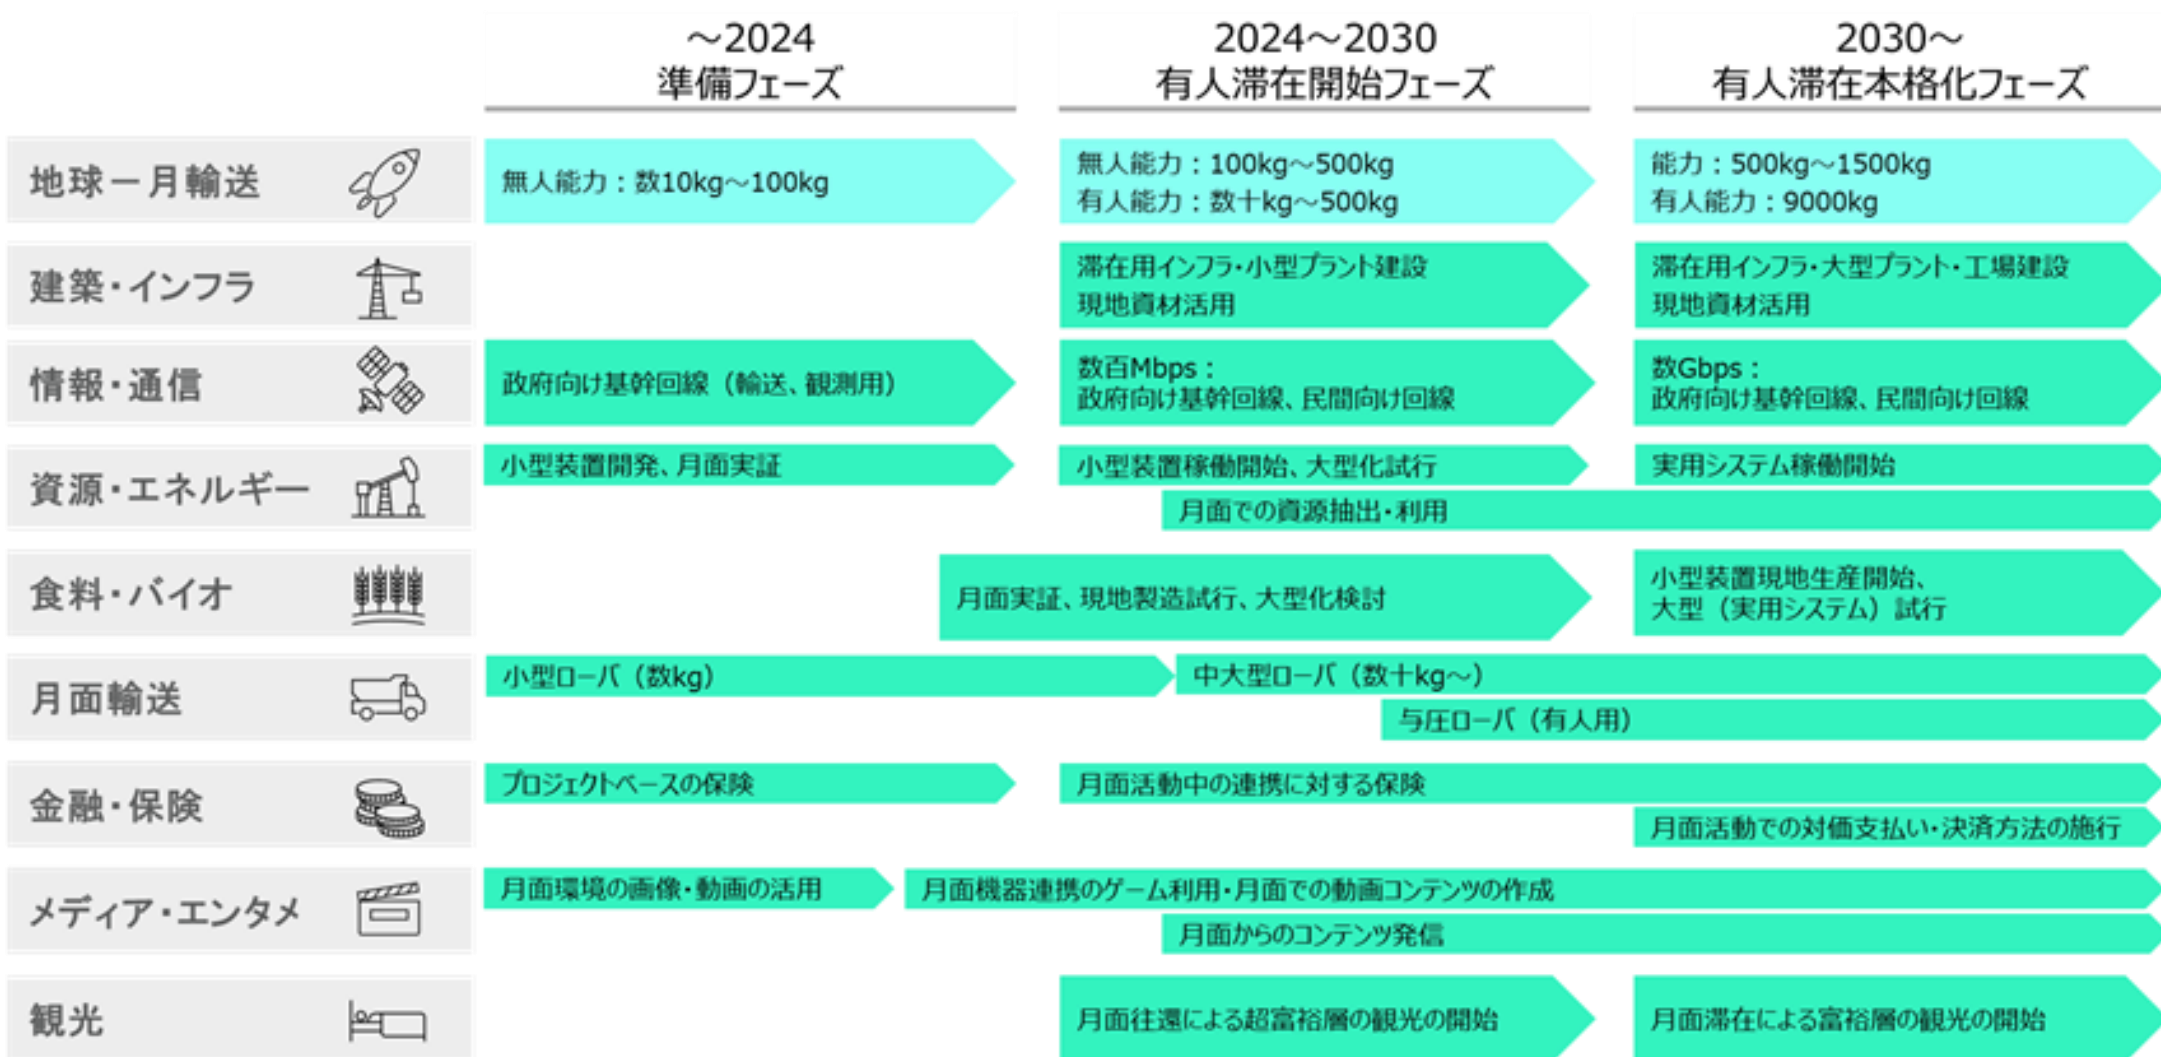 ～2024
準備フェーズ
2024～2030
有人滞在開始フェーズ
2030～
有人滞在本格化フェーズ
地球－月輸送
無人能力：数10kg～100kg
無人能力：100kg～500kg
有人能力：数十kg～500kg
能力：500kg～1500kg
有人能力：9000kg
建築・インフラ
滞在用インフラ・小型プラント建設
現地資材活用
滞在用インフラ・大型プラント・工場建設
現地資材活用
情報・通信
政府向け基幹回線（輸送、観測用）
数百Mbps：
政府向け基幹回線、民間向け回線
数Gbps：
政府向け基幹回線、民間向け回線
資源・エネルギー
小型装置開発、月面実証
小型装置稼働開始、大型化試行
実用システム稼働開始
月面での資源抽出・利用
食料・バイオ
月面実証、現地製造試行、大型化検討
小型装置現地生産開始、
大型（実用システム）試行
月面輸送
小型ローバ（数kg）
中大型ローバ（数十kg～）
与圧ローバ（有人用）
金融・保険
プロジェクトベースの保険
月面活動中の連携に対する保険
月面活動での対価支払い・決済方法の施行
メディア・エンタメ
月面環境の画像・動画の活用
月面機器連携のゲーム利用・月面での動画コンテンツの作成
月面からのコンテンツ発信
観光
月面往還による超富裕層の観光の開始
月面滞在による富裕層の観光の開始